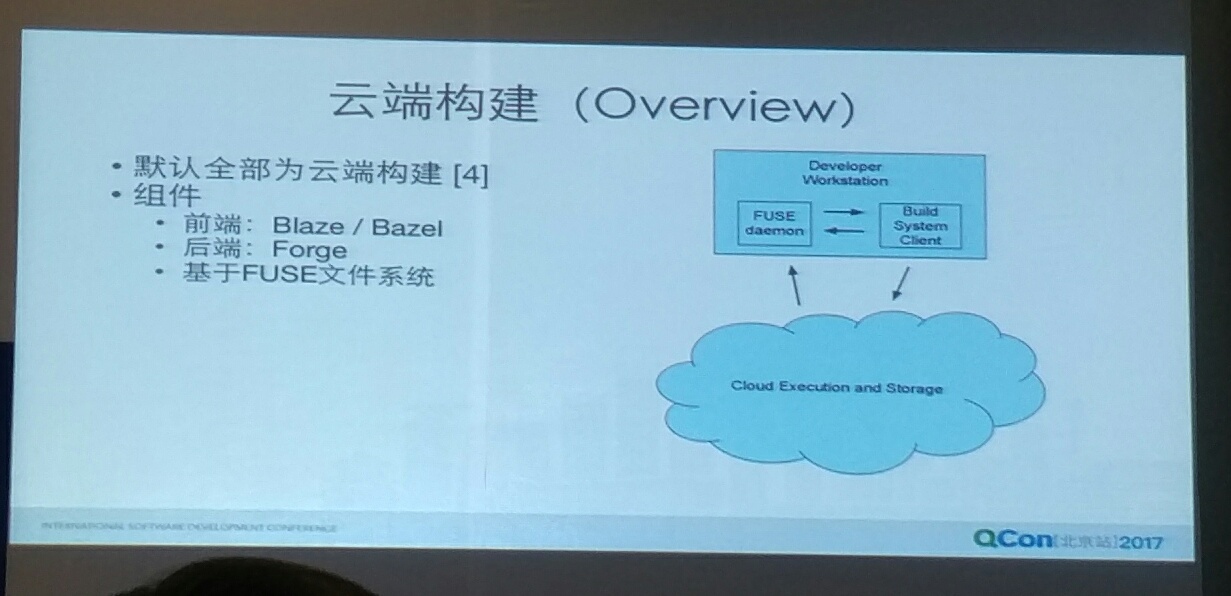 云端构建（Overview）
• 默认全部为云端构建 [4]
• 组件
• 前端：Blaze / Bazel
• 后端：Forge
• 基于FUSE文件系统
Developer
Workstation
FUSE
daemon
Build
System
Client
Cloud Execution and Storage
INTERNATIONAL SOFTWARE DEVELOPMENT CONFERENCE
QCon[北京站]2017